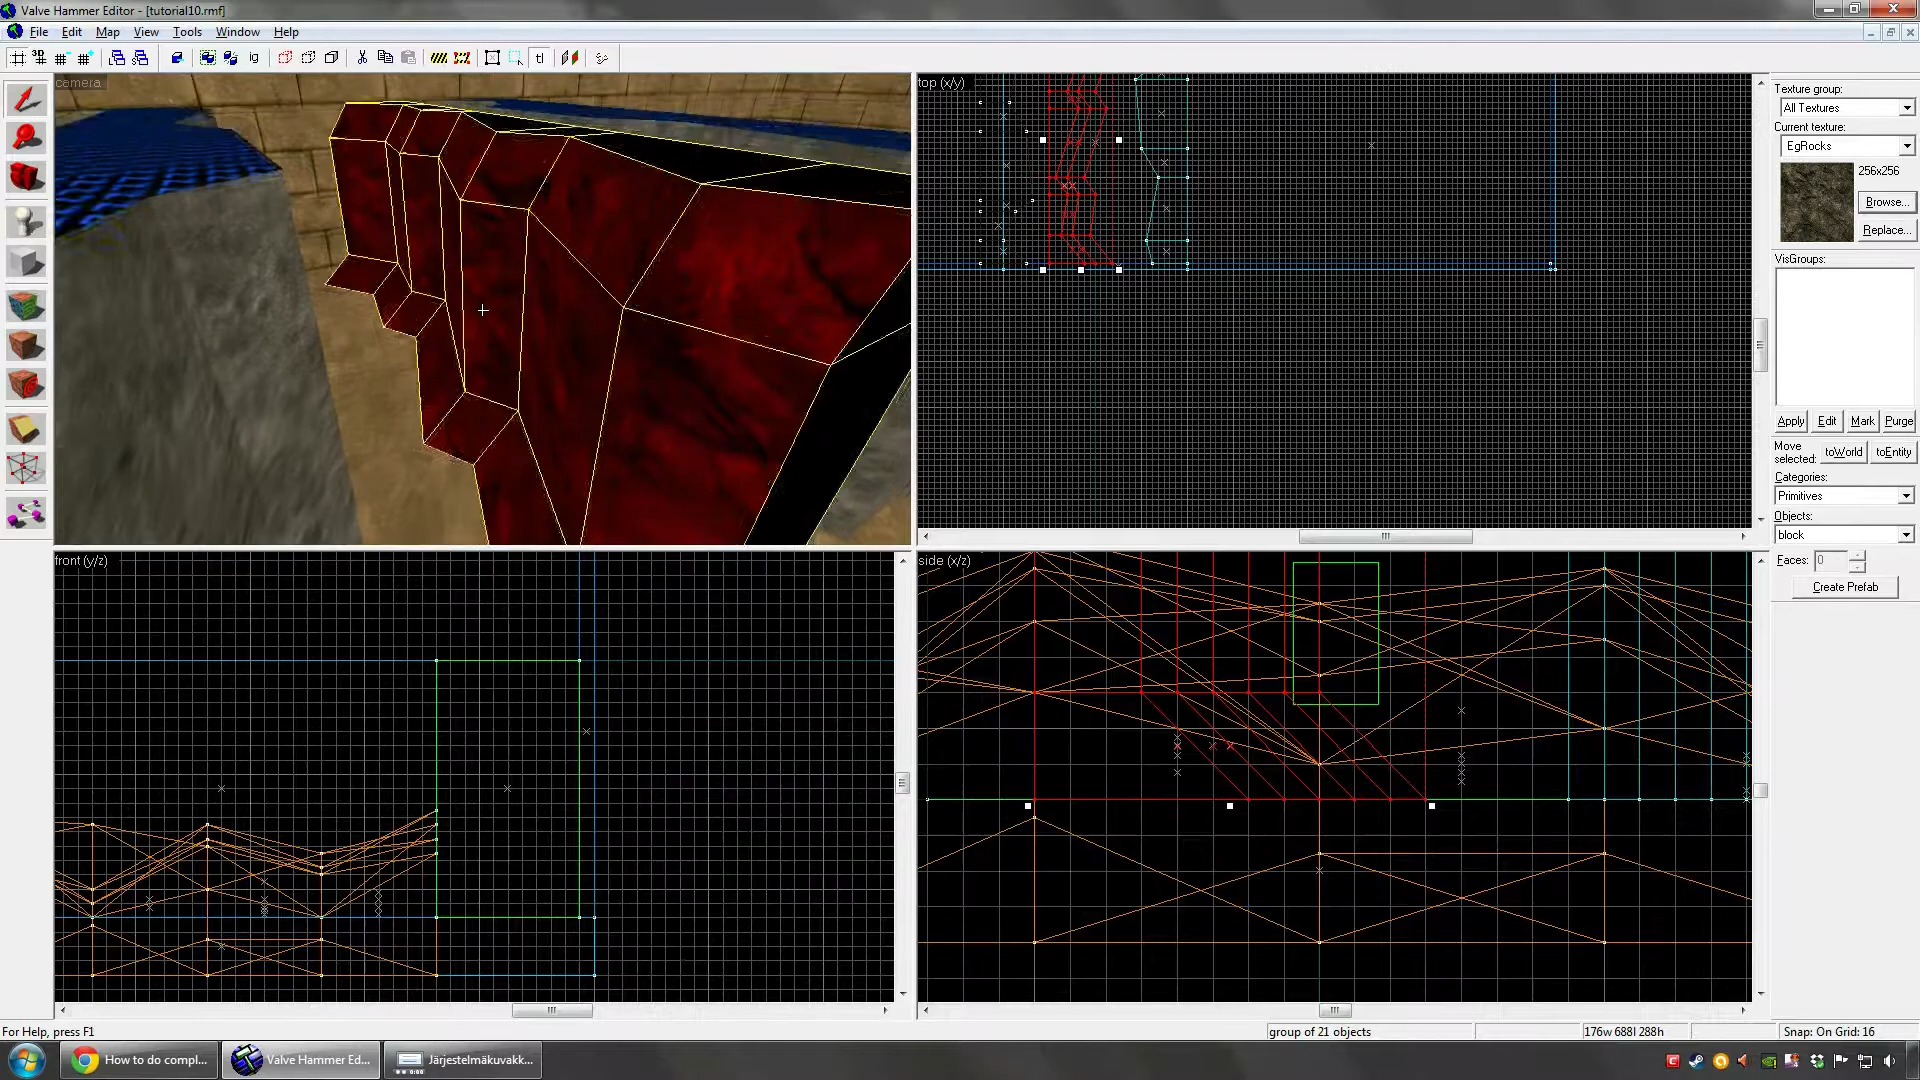 Valve Hammer Editor - [tutorial10.rmf]
File Edit Map View Tools Window Help
3D
ig
tl
camera
top (x/y)
front (y/z)
side (x/z)
Texture group:
All Textures
Current texture:
EgRocks
256x256
Browse...
Replace...
VisGroups:
Apply Edit Mark Purge
Move selected:
toWorld toEntity
Categories:
Primitives
Objects:
block
Faces: 0
Create Prefab
For Help, press F1
group of 21 objects
176w 688l 288h
Snap: On Grid: 16
How to do compl...
Valve Hammer Ed...
Järjestelmäkuvakk...